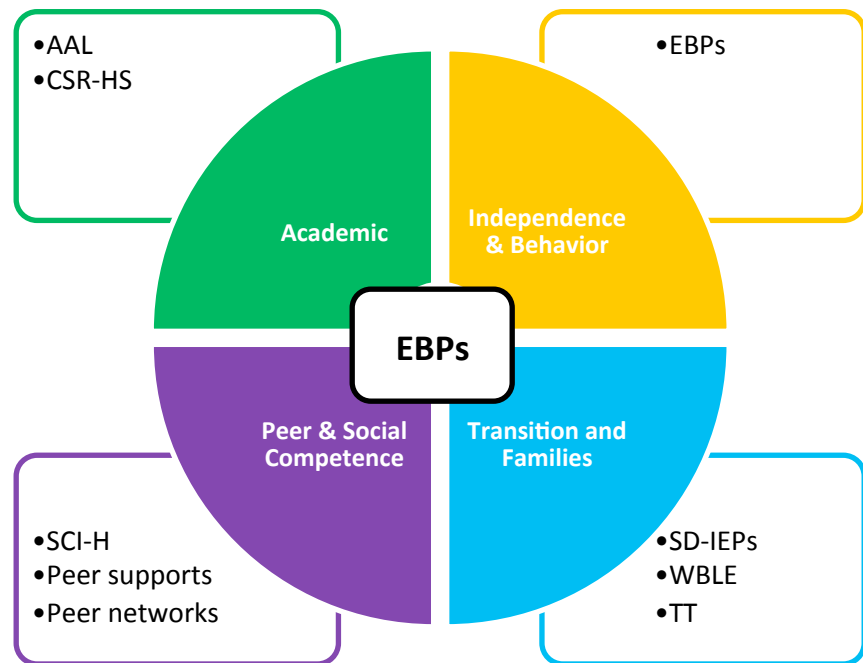 •AAL
•CSR-HS
•EBPs
Academic
Independence
& Behavior
EBPs
Peer & Social
Competence
Transition and
Families
•SCI-H
•Peer supports
•Peer networks
•SD-IEPs
•WBLE
•TT